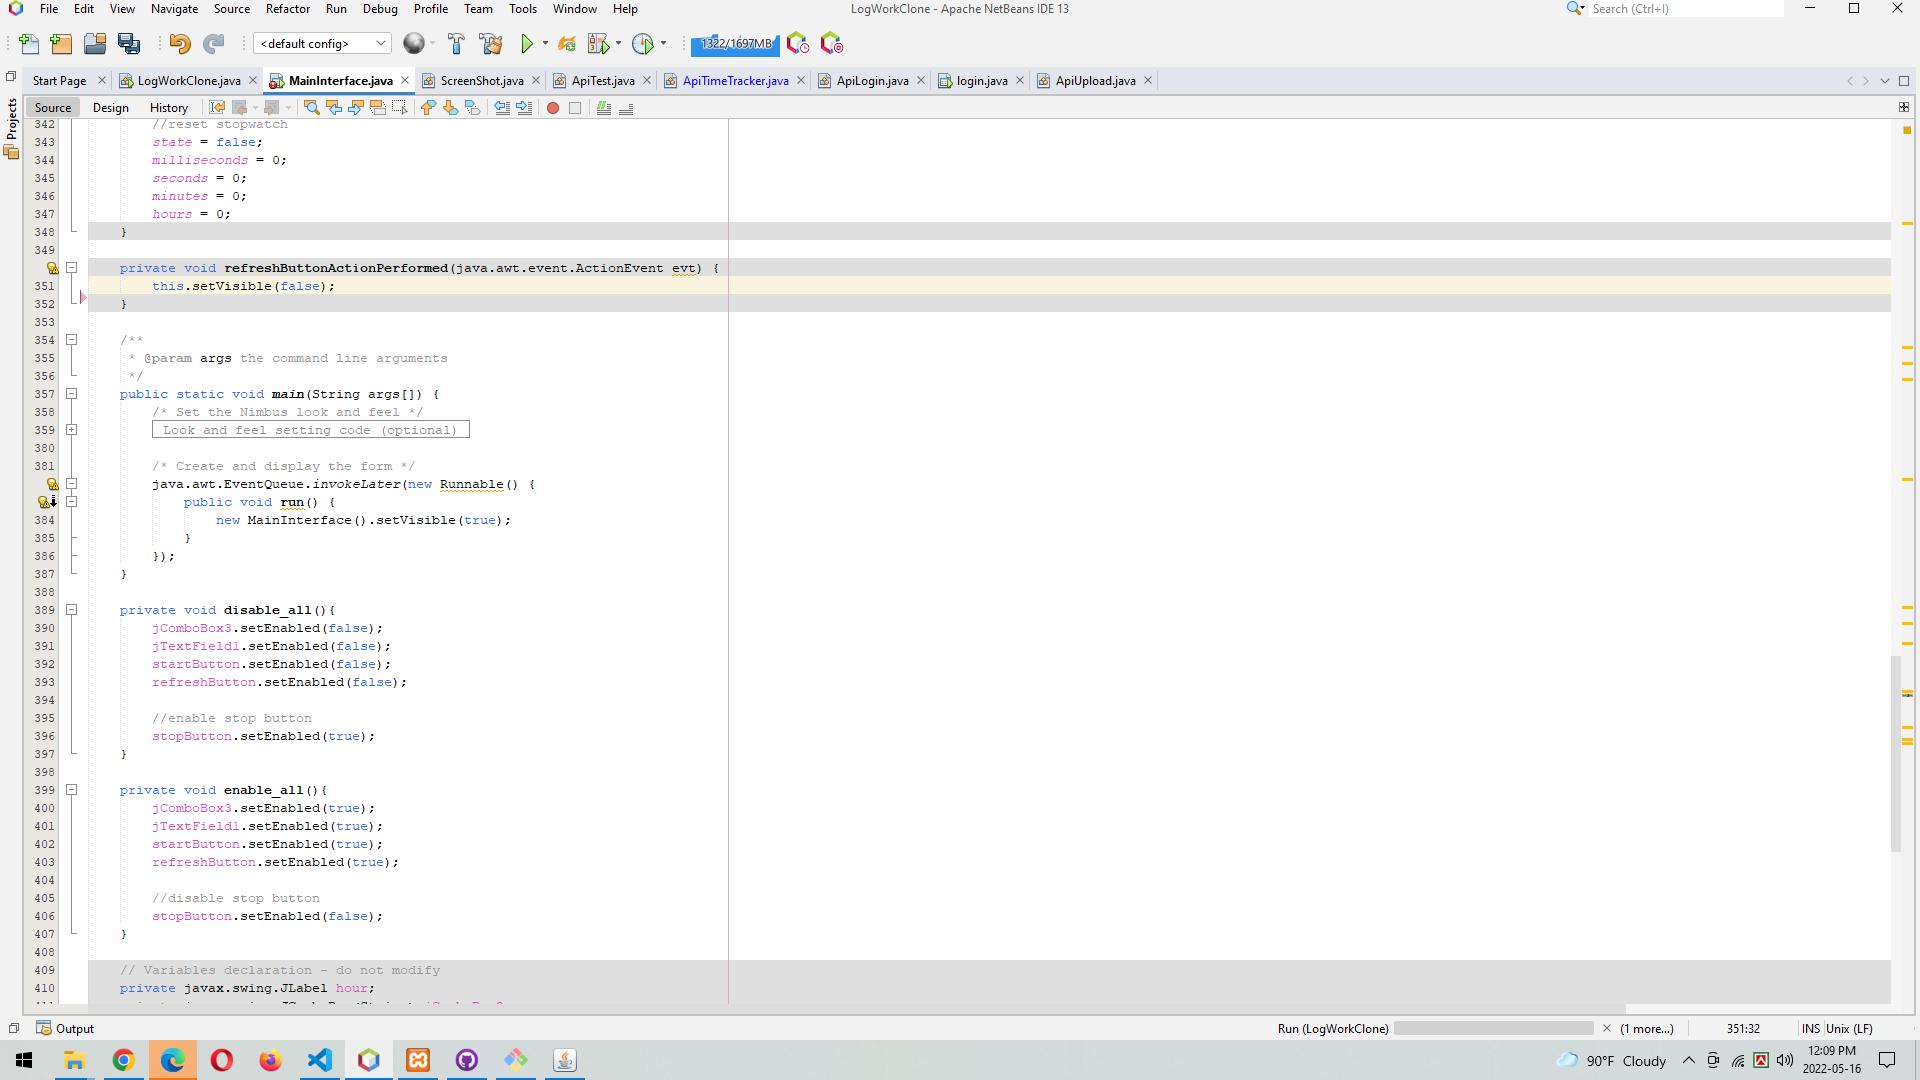 File Edit View Navigate Source Refactor Run Debug Profile Team Tools Window Help LogWorkClone - Apache NetBeans IDE 13 Search (Ctrl+I)
<default config> 1322/1697MB
Start Page LogWorkClone.java MainInterface.java ScreenShot.java ApiTest.java ApiTimeTracker.java ApiLogin.java login.java ApiUpload.java
Source Design History
Projects
342 //reset stopwatch
343 state = false;
344 milliseconds = 0;
345 seconds = 0;
346 minutes = 0;
347 hours = 0;
348 }
349
private void refreshButtonActionPerformed(java.awt.event.ActionEvent evt) {
351 this.setVisible(false);
352 }
353
354 /**
355 * @param args the command line arguments
356 */
357 public static void main(String args[]) {
358 /* Set the Nimbus look and feel */
359 Look and feel setting code (optional)
380
381 /* Create and display the form */
java.awt.EventQueue.invokeLater(new Runnable() {
public void run() {
384 new MainInterface().setVisible(true);
385 }
386 });
387 }
388
389 private void disable_all(){
390 jComboBox3.setEnabled(false);
391 jTextField1.setEnabled(false);
392 startButton.setEnabled(false);
393 refreshButton.setEnabled(false);
394
395 //enable stop button
396 stopButton.setEnabled(true);
397 }
398
399 private void enable_all(){
400 jComboBox3.setEnabled(true);
401 jTextField1.setEnabled(true);
402 startButton.setEnabled(true);
403 refreshButton.setEnabled(true);
404
405 //disable stop button
406 stopButton.setEnabled(false);
407 }
408
409 // Variables declaration - do not modify
410 private javax.swing.JLabel hour;
Output Run (LogWorkClone) (1 more...) 351:32 INS Unix (LF)
90°F Cloudy 12:09 PM
2022-05-16